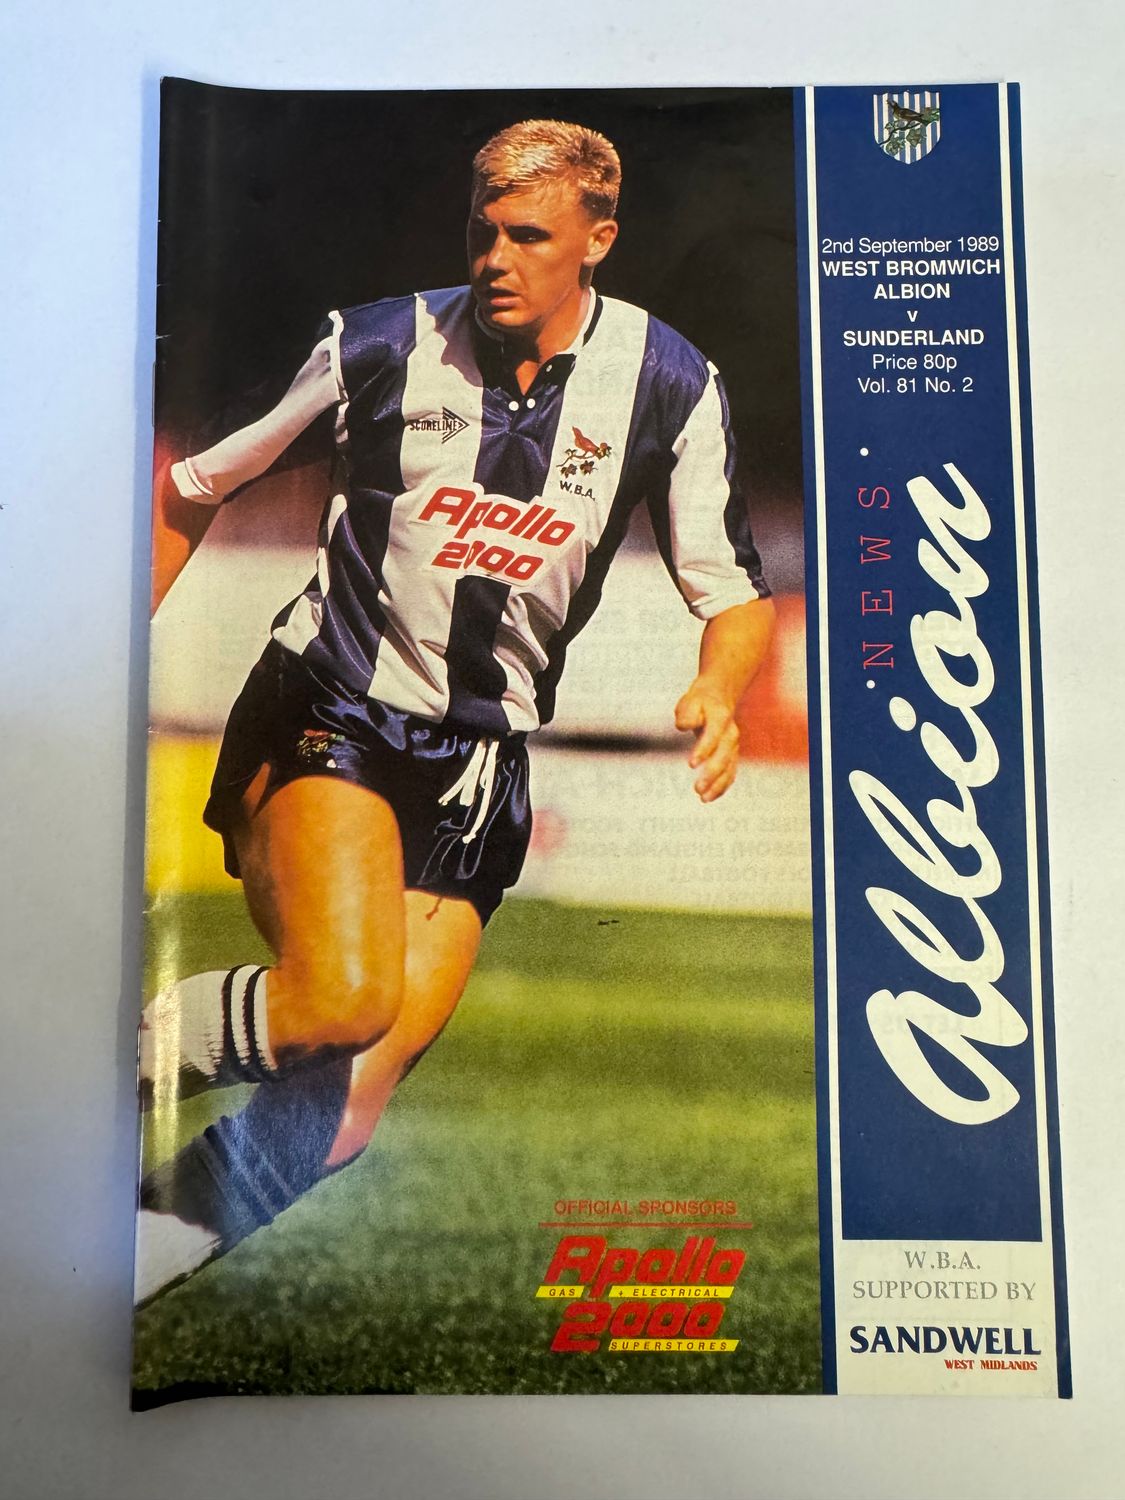 2nd September 1989
WEST BROMWICH
ALBION
v
SUNDERLAND
Price 80p
Vol. 81 No. 2
NEWS
albion
SCORELINE
W.B.A.
Apollo
2000
OFFICIAL SPONSORS
Apollo
GAS + ELECTRICAL
2000
SUPERSTORES
W.B.A.
SUPPORTED BY
SANDWELL
WEST MIDLANDS